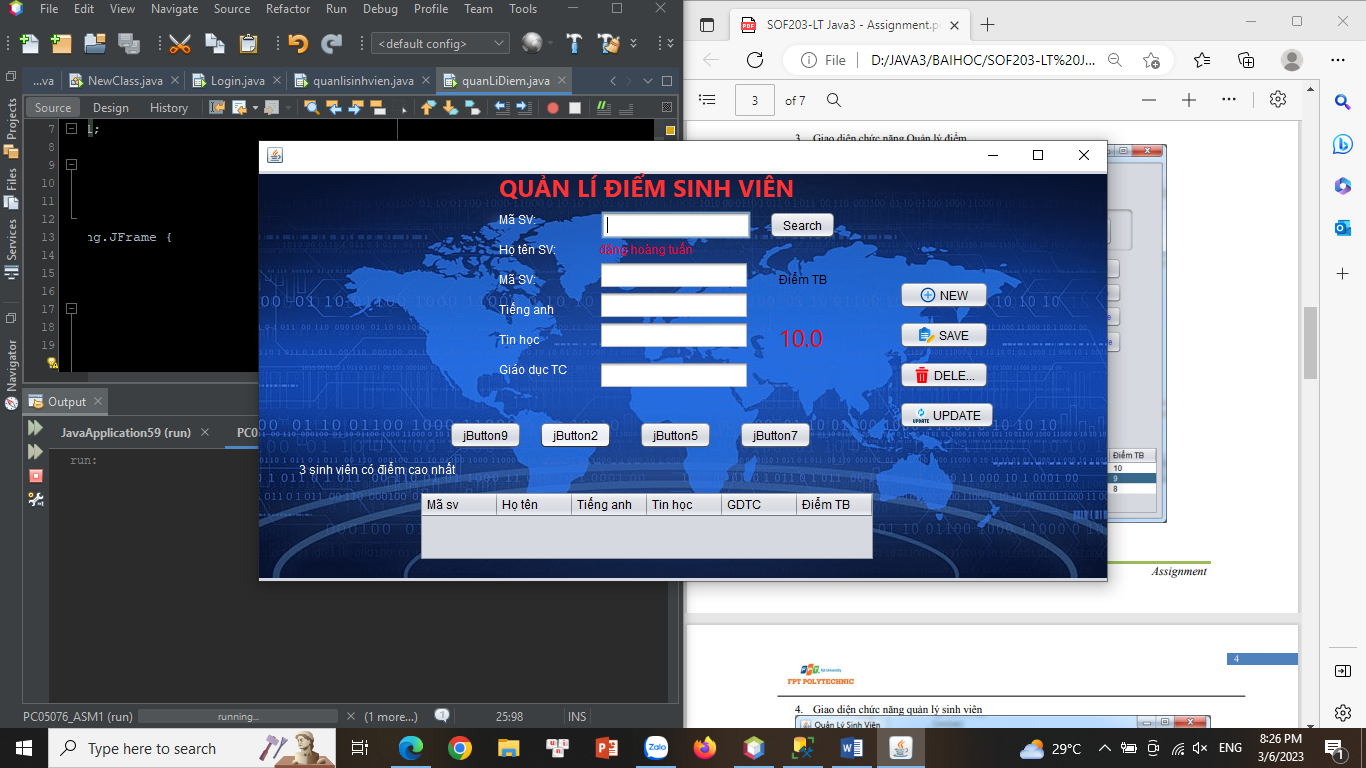 File Edit View Navigate Source Refactor Run Debug Profile Team Tools
<default config>
...va NewClass.java Login.java quanlisinhvien.java quanLiDiem.java
Source Design History
Projects
Files
Services
Navigator
7
8
9
10
11
12
13 ng.JFrame {
14
15
16
17
18
19
Output
JavaApplication59 (run) PC0
run:
PC05076_ASM1 (run) running... (1 more...) 1 25:98 INS
SOF203-LT Java3 - Assignment.p
File D:/JAVA3/BAIHOC/SOF203-LT%20J...
3 of 7
3. Giao diện chức năng Quản lý điểm
QUẢN LÍ ĐIỂM SINH VIÊN
Mã SV: Search
Họ tên SV: đặng hoàng tuấn
Mã SV: Điểm TB
Tiếng anh
Tin học 10.0
Giáo dục TC
NEW
SAVE
DELE...
UPDATE
jButton9 jButton2 jButton5 jButton7
3 sinh viên có điểm cao nhất
Mã sv Họ tên Tiếng anh Tin học GDTC Điểm TB
Điểm TB
10
9
8
Assignment
4
FPT. University
FPT POLYTECHNIC
4. Giao diện chức năng quản lý sinh viên
Quản Lý Sinh Viên
Type here to search
Zalo
29°C
ENG
8:26 PM
3/6/2023
1